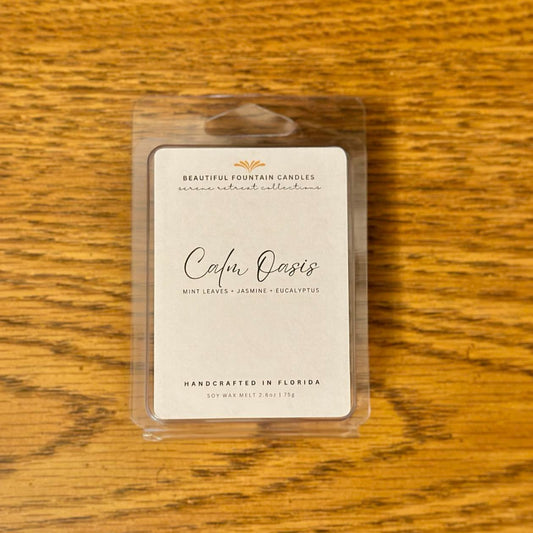 BEAUTIFUL FOUNTAIN CANDLES
serene retreat collections
Calm Oasis
MINT LEAVES + JASMINE + EUCALYPTUS
HANDCRAFTED IN FLORIDA
SOY WAX MELT 2.6oz | 75g